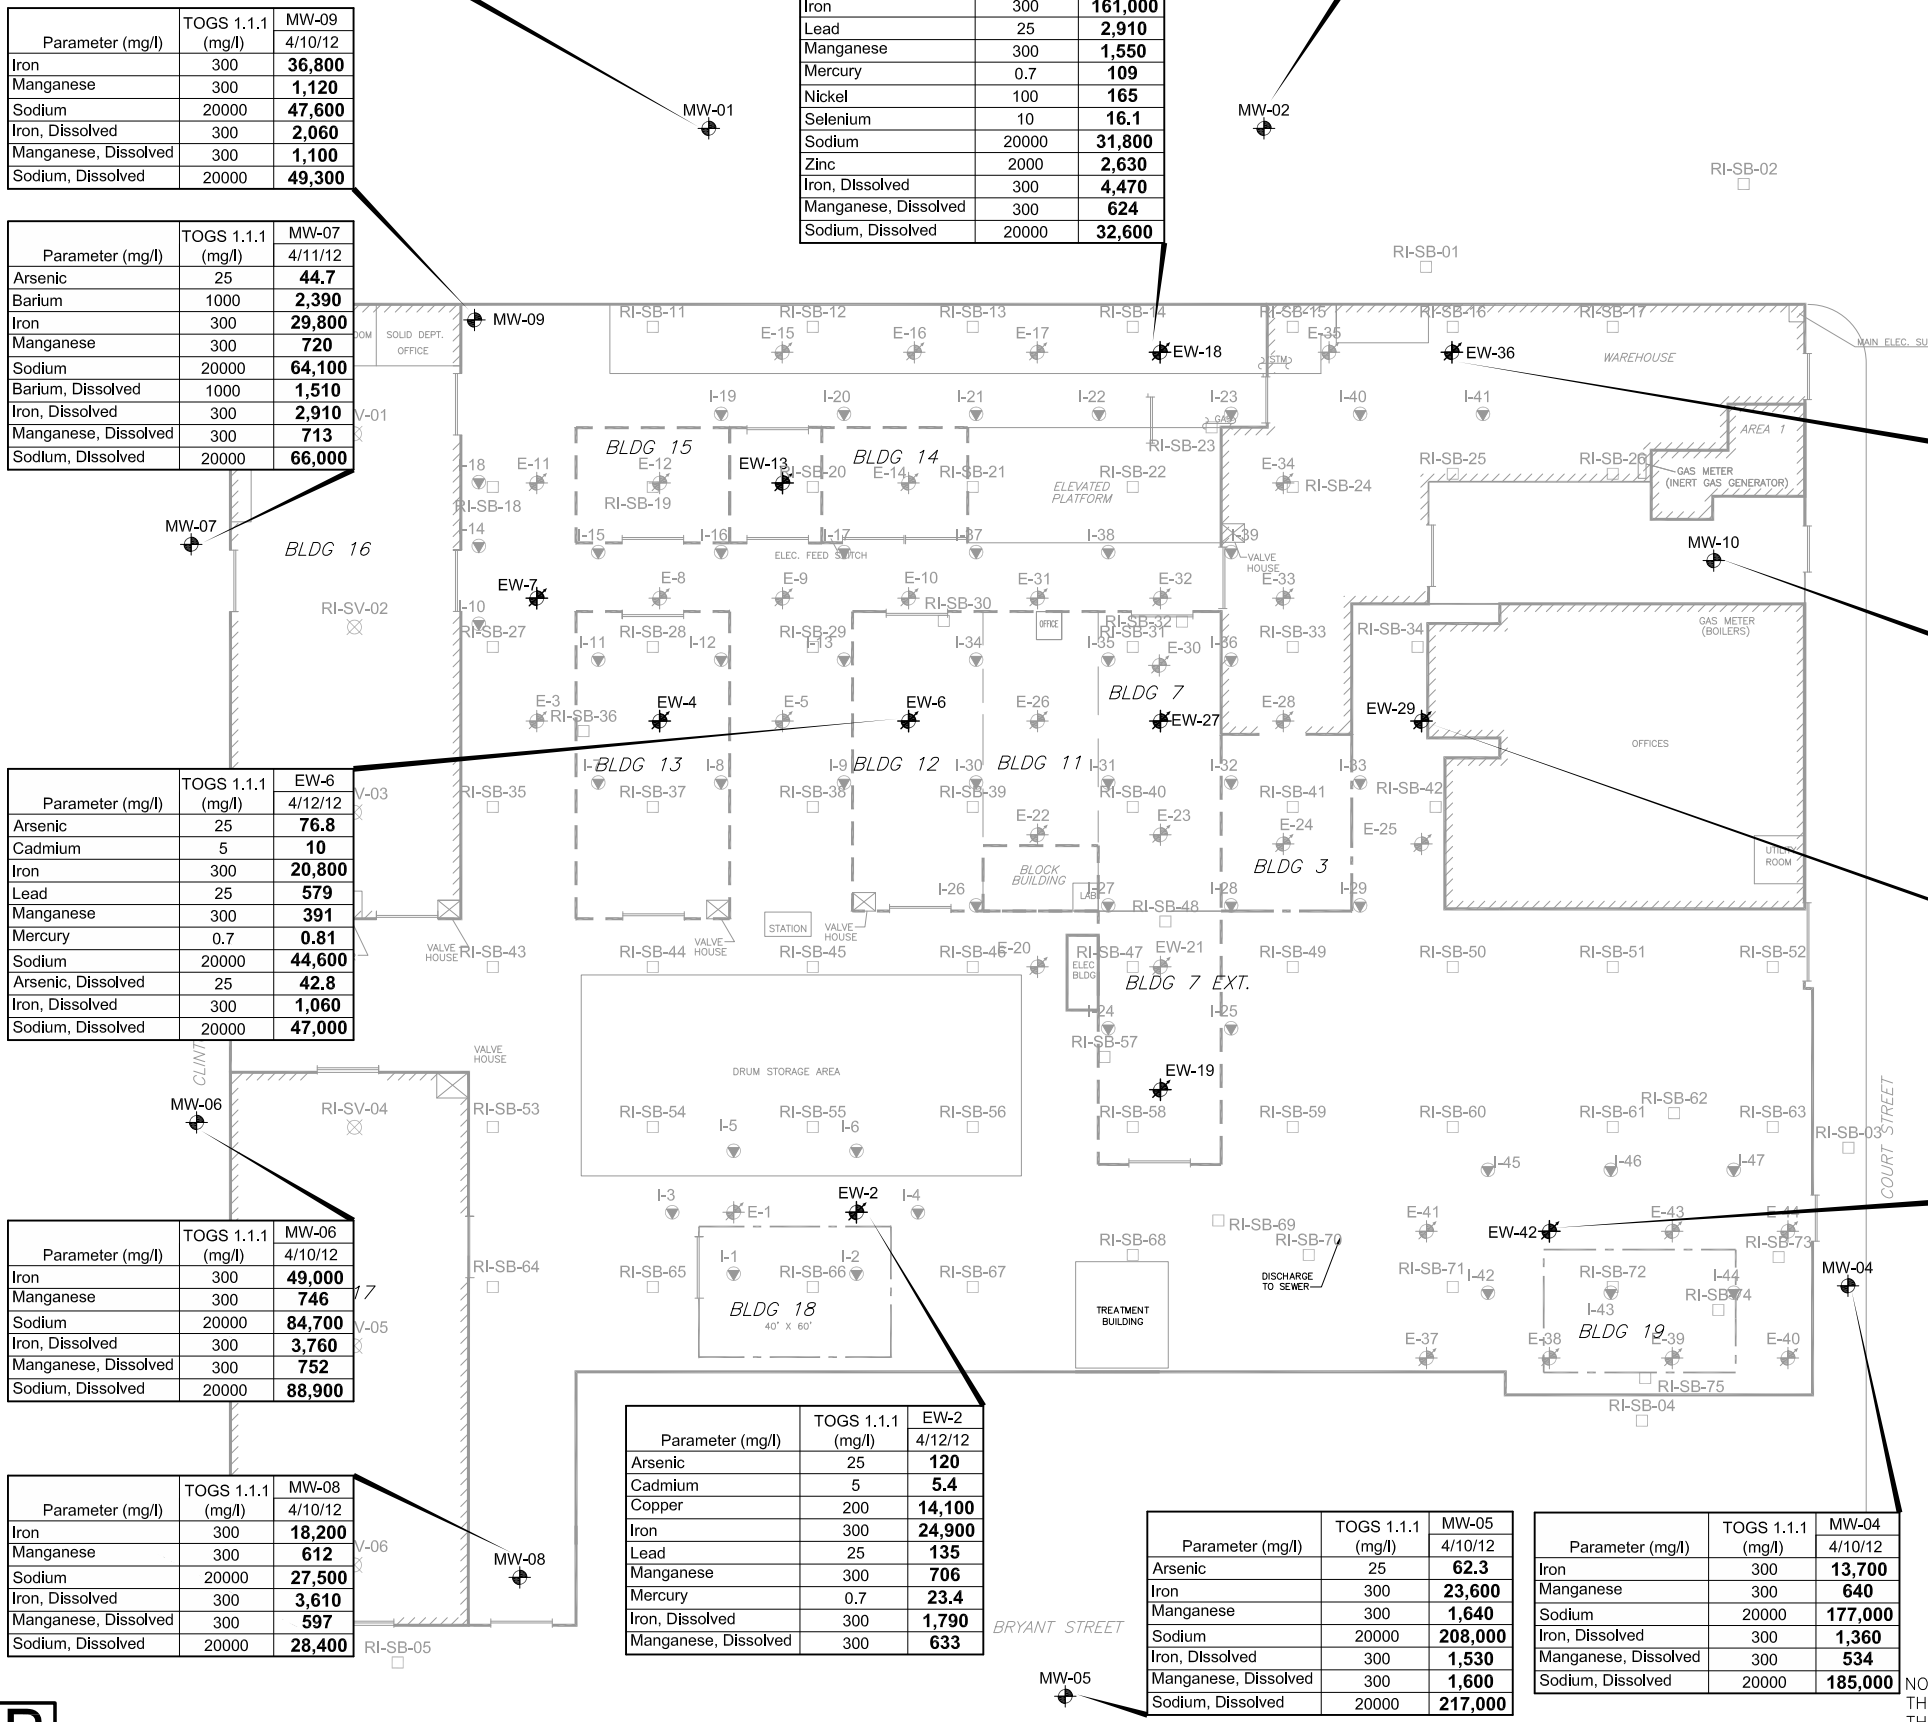 Parameter (mg/l) TOGS 1.1.1 (mg/l) MW-09 4/10/12
Iron 300 36,800
Manganese 300 1,120
Sodium 20000 47,600
Iron, Dissolved 300 2,060
Manganese, Dissolved 300 1,100
Sodium, Dissolved 20000 49,300
Iron 300 161,000
Lead 25 2,910
Manganese 300 1,550
Mercury 0.7 109
Nickel 100 165
Selenium 10 16.1
Sodium 20000 31,800
Zinc 2000 2,630
Iron, Dissolved 300 4,470
Manganese, Dissolved 300 624
Sodium, Dissolved 20000 32,600
MW-01
MW-02
RI-SB-02
RI-SB-01
Parameter (mg/l) TOGS 1.1.1 (mg/l) MW-07 4/11/12
Arsenic 25 44.7
Barium 1000 2,390
Iron 300 29,800
Manganese 300 720
Sodium 20000 64,100
Barium, Dissolved 1000 1,510
Iron, Dissolved 300 2,910
Manganese, Dissolved 300 713
Sodium, Dissolved 20000 66,000
MW-09
RI-SB-11 RI-SB-12 RI-SB-13 RI-SB-14 RI-SB-15 RI-SB-16 RI-SB-17
OOM
SOLID DEPT. OFFICE
E-15 E-16 E-17 EW-18 E-35 EW-36
STM
WAREHOUSE
MAIN ELEC. SU
V-01
I-19 I-20 I-21 I-22 I-23 I-40 I-41
GAS
AREA 1
BLDG 15
BLDG 14
RI-SB-23
I-18 E-11 E-12 EW-13 RI-SB-20 E-14 RI-SB-21 RI-SB-22 E-34 RI-SB-25 RI-SB-26
RI-SB-18 RI-SB-19
ELEVATED PLATFORM
RI-SB-24
GAS METER
(INERT GAS GENERATOR)
MW-07
BLDG 16
I-14 I-15 I-16 I-17 I-37 I-38 I-39
ELEC. FEED SWITCH
VALVE HOUSE
MW-10
EW-7 E-8 E-9 E-10 E-31 E-32 E-33
RI-SV-02
I-10
RI-SB-30
OFFICE
RI-SB-32
RI-SB-27 RI-SB-28 RI-SB-29 RI-SB-31 RI-SB-33 RI-SB-34
GAS METER
(BOILERS)
I-11 I-12 I-13 I-34 I-35 E-30 I-36
BLDG 7
E-3 RI-SB-36 EW-4 E-5 EW-6 E-26 EW-27 E-28 EW-29
OFFICES
I-7 BLDG 13 I-8 I-9 BLDG 12 I-30 BLDG 11 I-31 I-32 I-33
Parameter (mg/l) TOGS 1.1.1 (mg/l) EW-6 4/12/12
Arsenic 25 76.8
Cadmium 5 10
Iron 300 20,800
Lead 25 579
Manganese 300 391
Mercury 0.7 0.81
Sodium 20000 44,600
Arsenic, Dissolved 25 42.8
Iron, Dissolved 300 1,060
Sodium, Dissolved 20000 47,000
V-03
RI-SB-35 RI-SB-37 RI-SB-38 RI-SB-39 RI-SB-40 RI-SB-41 RI-SB-42
E-22 E-23 E-24 E-25
BLOCK BUILDING
BLDG 3
UTILITY ROOM
I-26 LAB I-27 I-28 I-29
RI-SB-48
STATION
VALVE HOUSE
VALVE HOUSE
VALVE HOUSE
RI-SB-43 RI-SB-44 RI-SB-45 RI-SB-46 E-20 RI-SB-47 EW-21 RI-SB-49 RI-SB-50 RI-SB-51 RI-SB-52
ELEC BLDG
BLDG 7 EXT.
I-24 I-25
RI-SB-57
VALVE HOUSE
CLINT
DRUM STORAGE AREA
EW-19
COURT STREET
MW-06
RI-SV-04
RI-SB-53 RI-SB-54 RI-SB-55 RI-SB-56 RI-SB-58 RI-SB-59 RI-SB-60 RI-SB-61 RI-SB-62 RI-SB-63
RI-SB-03
I-5 I-6
I-45 I-46 I-47
I-3 E-1 EW-2 I-4
RI-SB-69
E-41 EW-42 E-43 E-44
RI-SB-68 RI-SB-70 RI-SB-73
Parameter (mg/l) TOGS 1.1.1 (mg/l) MW-06 4/10/12
Iron 300 49,000
Manganese 300 746
Sodium 20000 84,700
Iron, Dissolved 300 3,760
Manganese, Dissolved 300 752
Sodium, Dissolved 20000 88,900
17
V-05
RI-SB-64 RI-SB-65 I-1 RI-SB-66 I-2 RI-SB-67
DISCHARGE TO SEWER
RI-SB-71 I-42 RI-SB-72 I-44
MW-04
RI-SB-74
I-43
BLDG 18
40' X 60'
TREATMENT BUILDING
BLDG 19
E-37 E-38 E-39 E-40
RI-SB-75
RI-SB-04
Parameter (mg/l) TOGS 1.1.1 (mg/l) MW-08 4/10/12
Iron 300 18,200
Manganese 300 612
Sodium 20000 27,500
Iron, Dissolved 300 3,610
Manganese, Dissolved 300 597
Sodium, Dissolved 20000 28,400
V-06
MW-08
RI-SB-05
Parameter (mg/l) TOGS 1.1.1 (mg/l) EW-2 4/12/12
Arsenic 25 120
Cadmium 5 5.4
Copper 200 14,100
Iron 300 24,900
Lead 25 135
Manganese 300 706
Mercury 0.7 23.4
Iron, Dissolved 300 1,790
Manganese, Dissolved 300 633
BRYANT STREET
MW-05
Parameter (mg/l) TOGS 1.1.1 (mg/l) MW-05 4/10/12
Arsenic 25 62.3
Iron 300 23,600
Manganese 300 1,640
Sodium 20000 208,000
Iron, Dissolved 300 1,530
Manganese, Dissolved 300 1,600
Sodium, Dissolved 20000 217,000
Parameter (mg/l) TOGS 1.1.1 (mg/l) MW-04 4/10/12
Iron 300 13,700
Manganese 300 640
Sodium 20000 177,000
Iron, Dissolved 300 1,360
Manganese, Dissolved 300 534
Sodium, Dissolved 20000 185,000
NO
TH